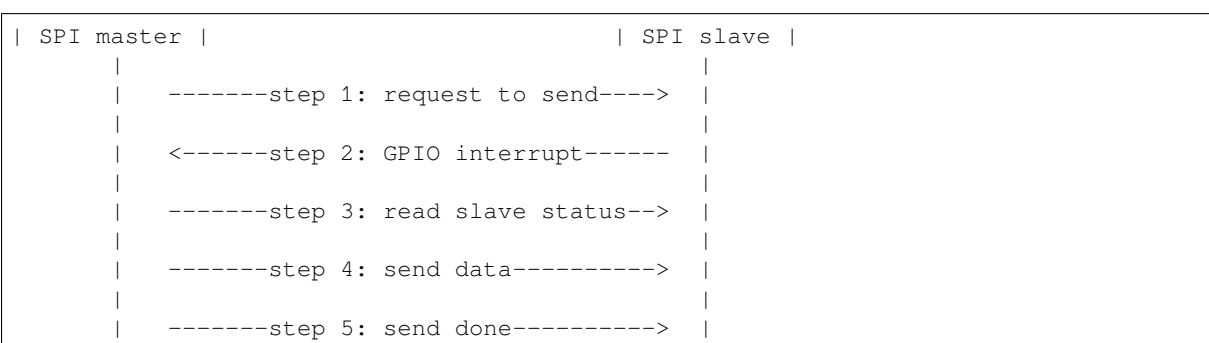 | SPI master |                                  | SPI slave |
      |                                                |
      |   -------step 1: request to send---->   |
      |                                                |
      |   <------step 2: GPIO interrupt------   |
      |                                                |
      |   -------step 3: read slave status-->   |
      |                                                |
      |   -------step 4: send data---------->   |
      |                                                |
      |   -------step 5: send done---------->   |